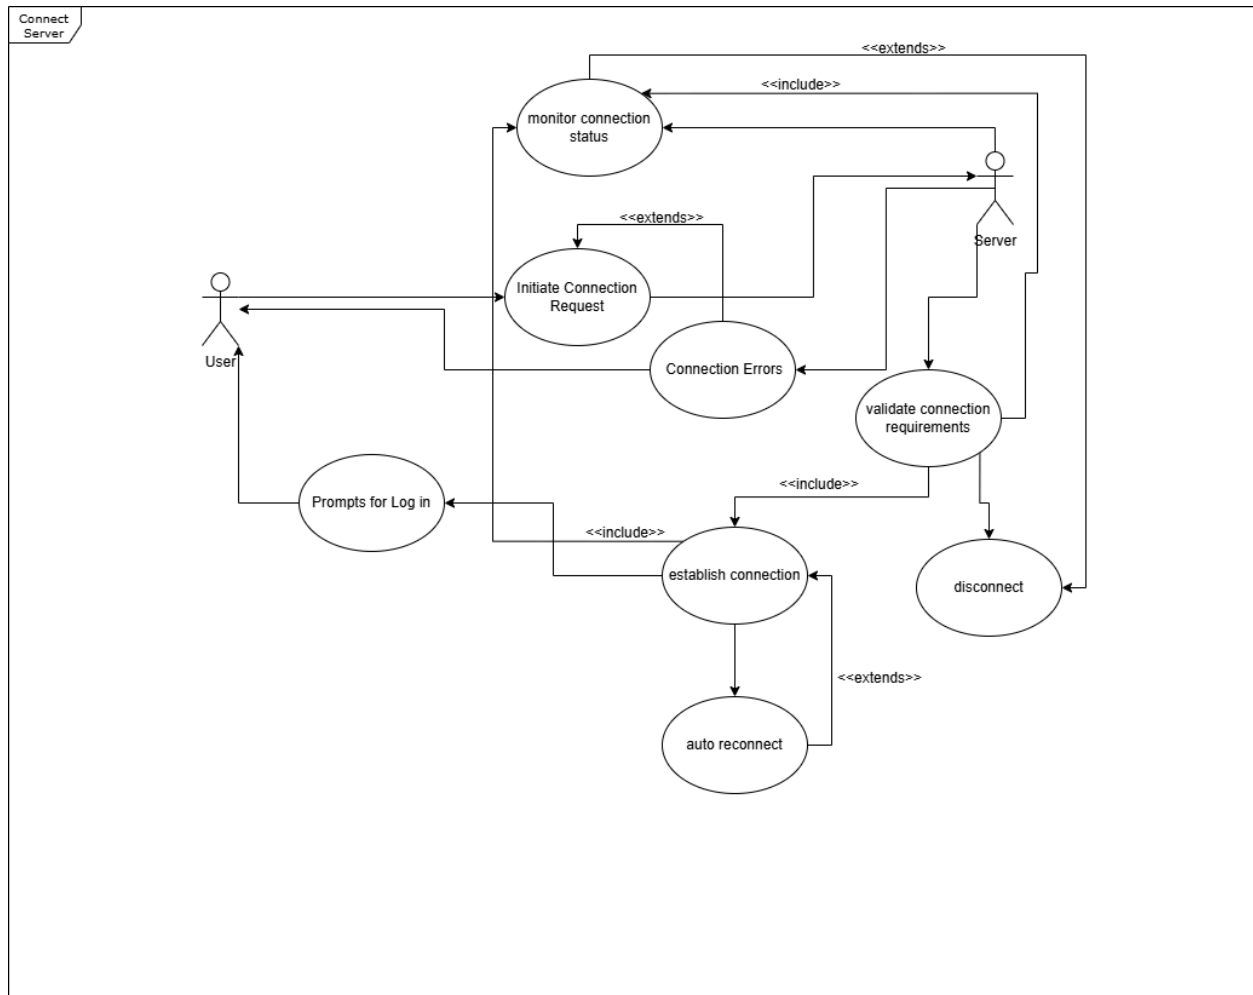 Connect
Server
<<extends>>
<<include>>
monitor connection
status
Server
<<extends>>
Initiate Connection
Request
User
Connection Errors
validate connection
requirements
<<include>>
Prompts for Log in
<<include>>
establish connection
disconnect
<<extends>>
auto reconnect